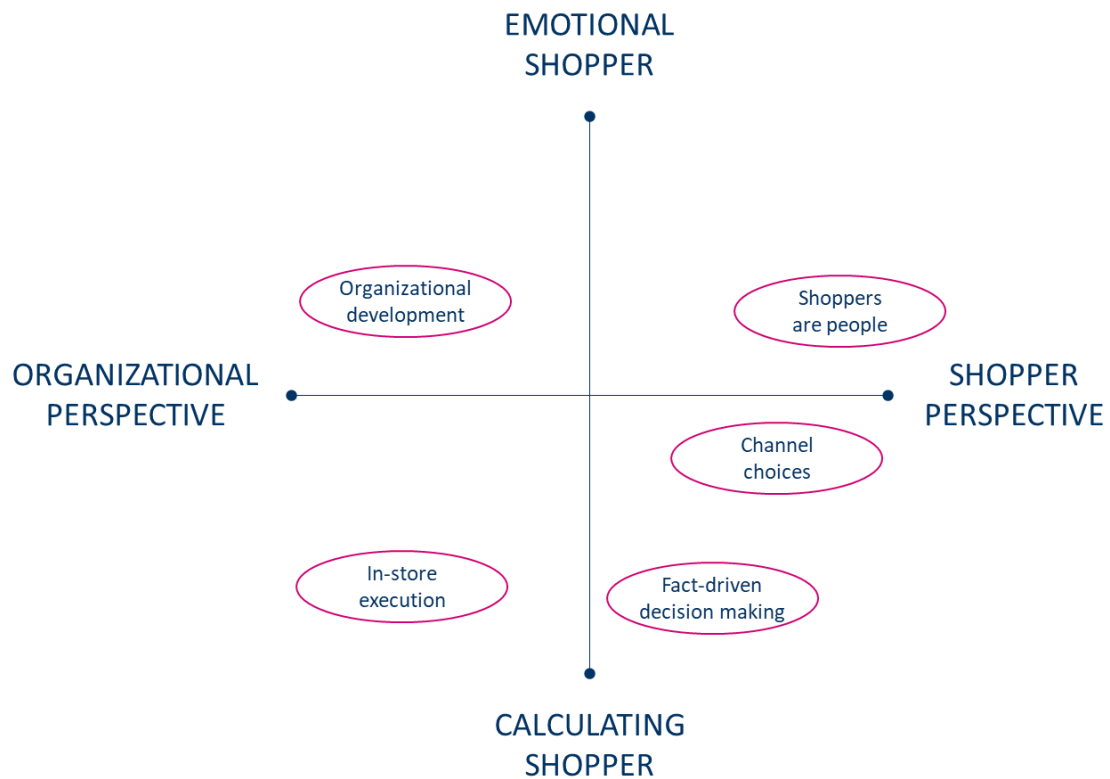 EMOTIONAL
SHOPPER
Organizational
development
Shoppers
are people
ORGANIZATIONAL
PERSPECTIVE
SHOPPER
PERSPECTIVE
Channel
choices
In-store
execution
Fact-driven
decision making
CALCULATING
SHOPPER